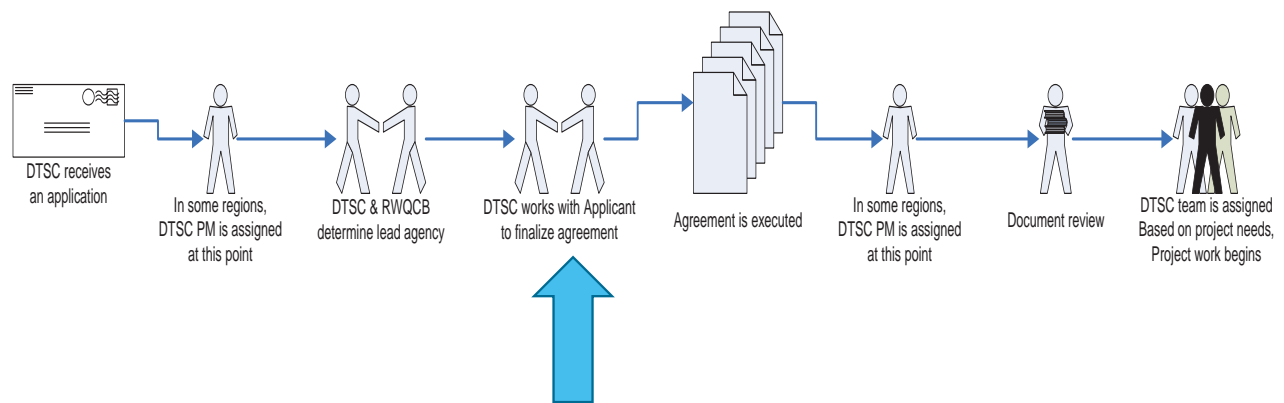 DTSC receives
an application
In some regions,
DTSC PM is assigned
at this point
DTSC & RWQCB
determine lead agency
DTSC works with Applicant
to finalize agreement
Agreement is executed
In some regions,
DTSC PM is assigned
at this point
Document review
DTSC team is assigned
Based on project needs,
Project work begins